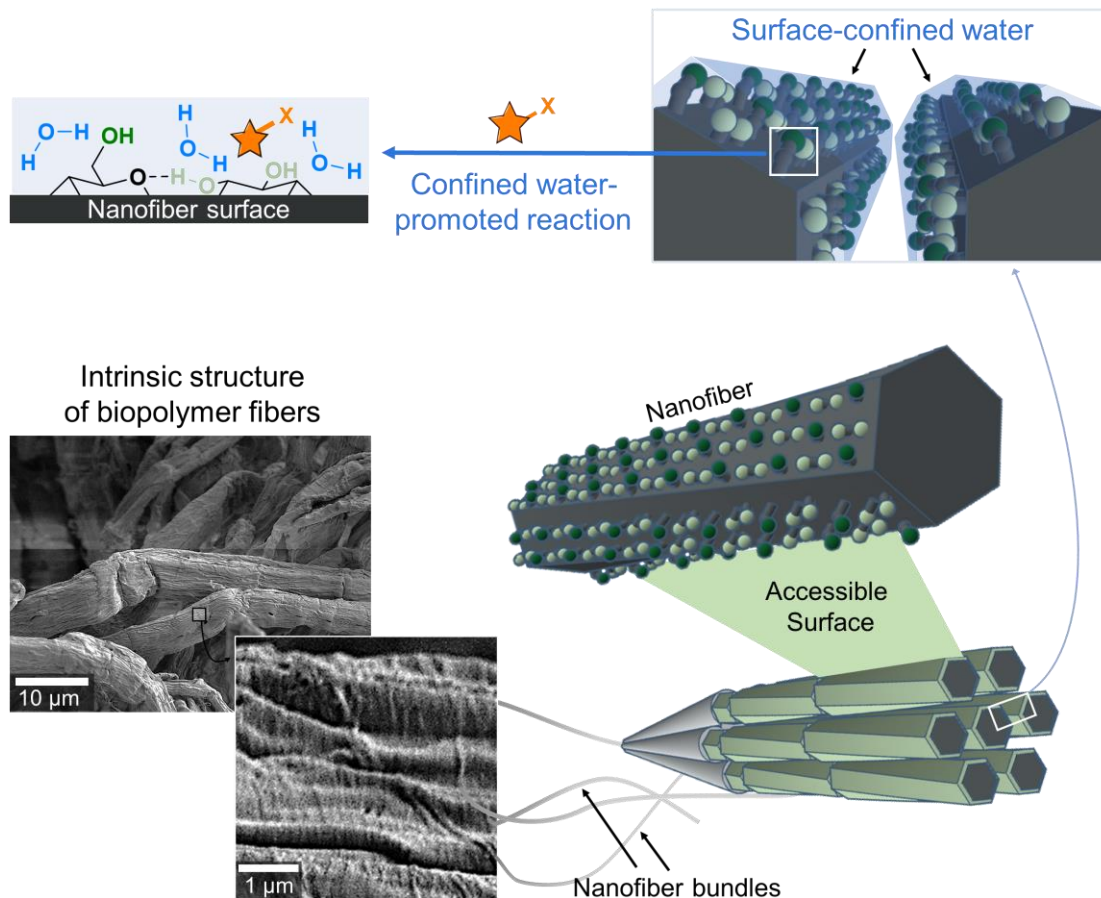 Surface-confined water
X
H
O
H
OH
H
O
H
X
H
O
H
O
H
O
OH
Nanofiber surface
X
Confined water-
promoted reaction
Intrinsic structure
of biopolymer fibers
10 µm
1 µm
Nanofiber
Accessible
Surface
Nanofiber bundles